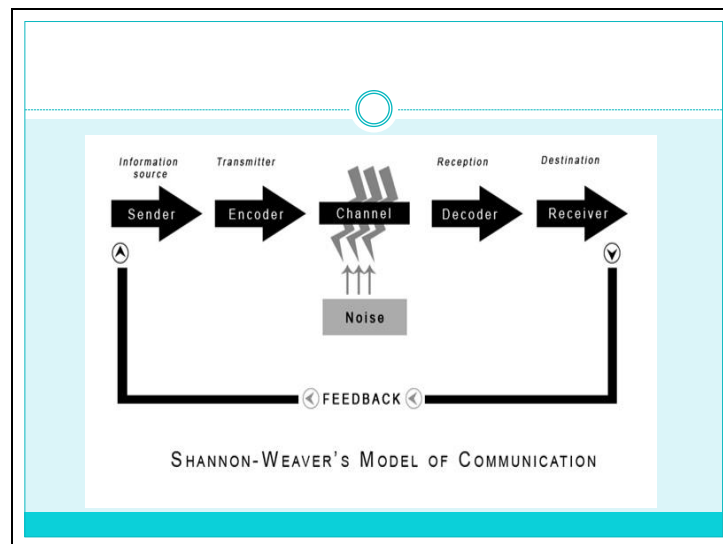 Information
source
Transmitter
Reception
Destination
Sender
Encoder
Channel
Decoder
Receiver
Noise
FEEDBACK
SHANNON-WEAVER'S MODEL OF COMMUNICATION